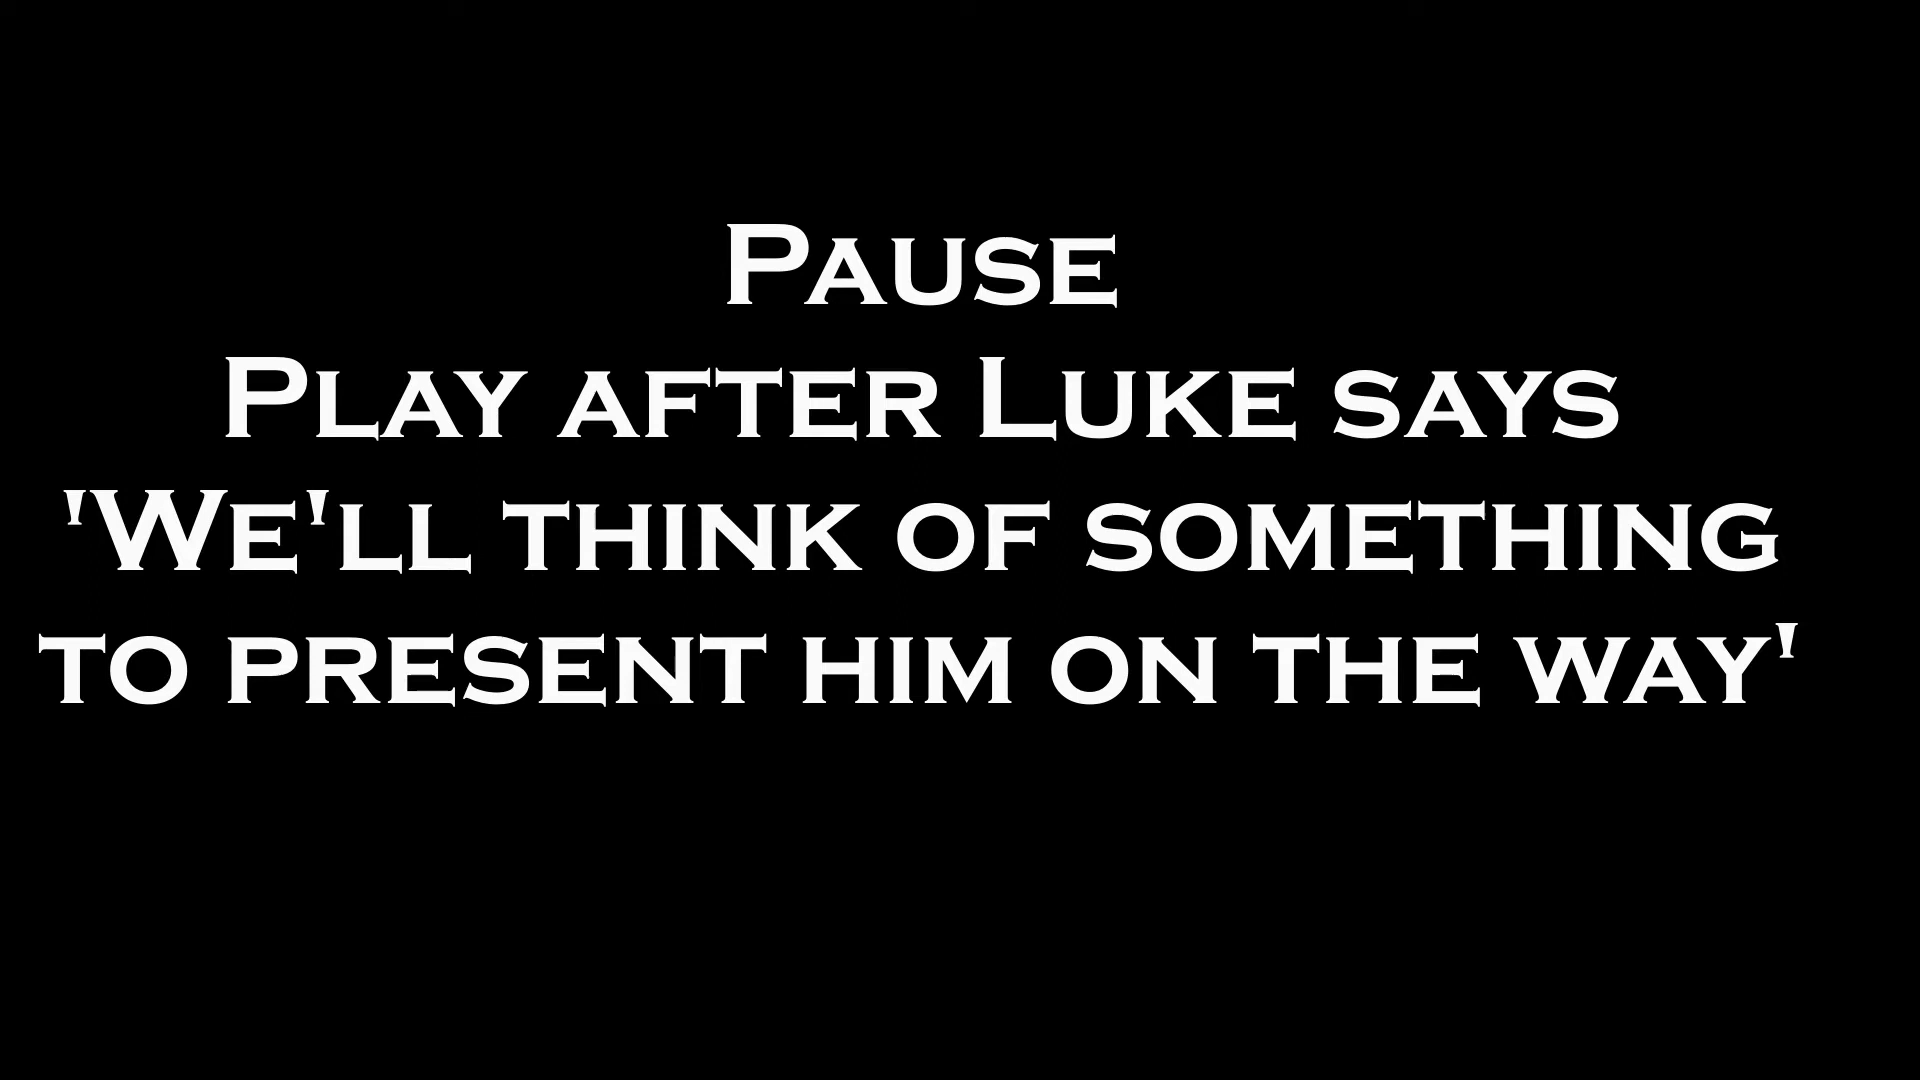 Pause
Play after Luke says
'We'll think of something
to present him on the way'